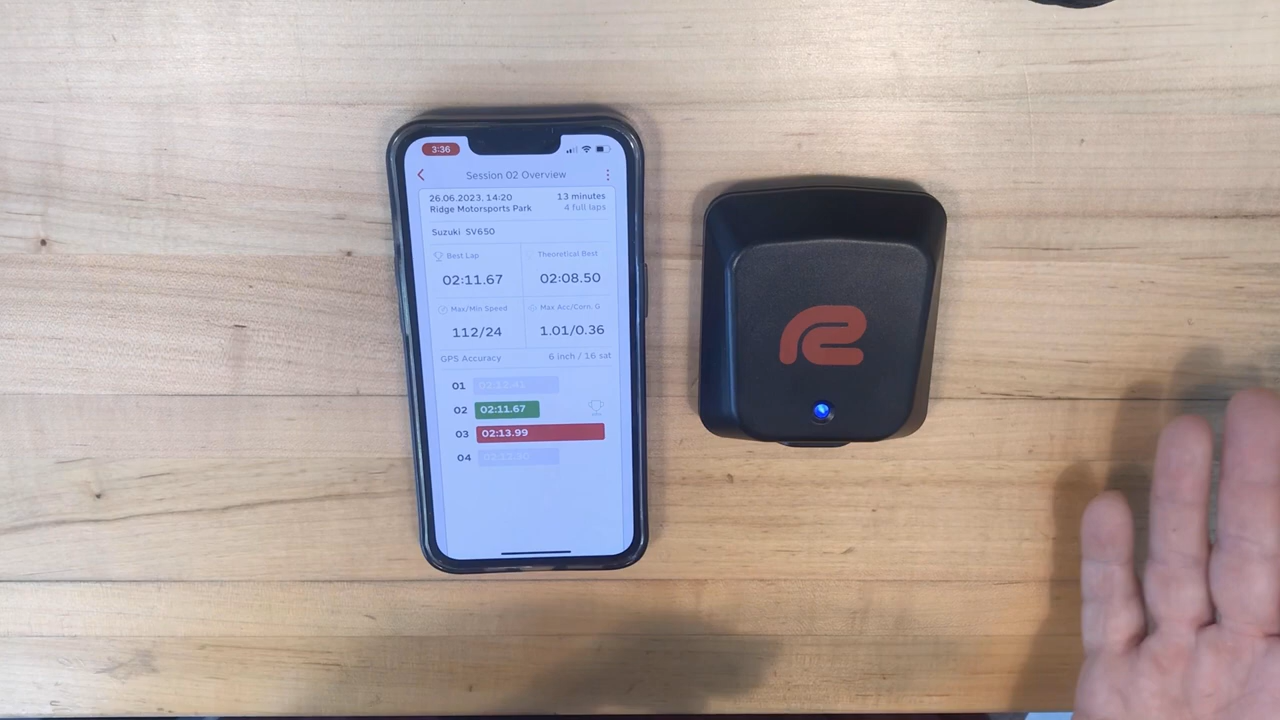 3:36
Session 02 Overview
26.06.2023, 14:20 13 minutes
Ridge Motorsports Park 4 full laps
Suzuki SV650
Best Lap Theoretical Best
02:11.67 02:08.50
Max/Min Speed Max Acc/Corn. G
112/24 1.01/0.36
GPS Accuracy 6 inch / 16 sat
01
02 02:11.67
03 02:13.99
04